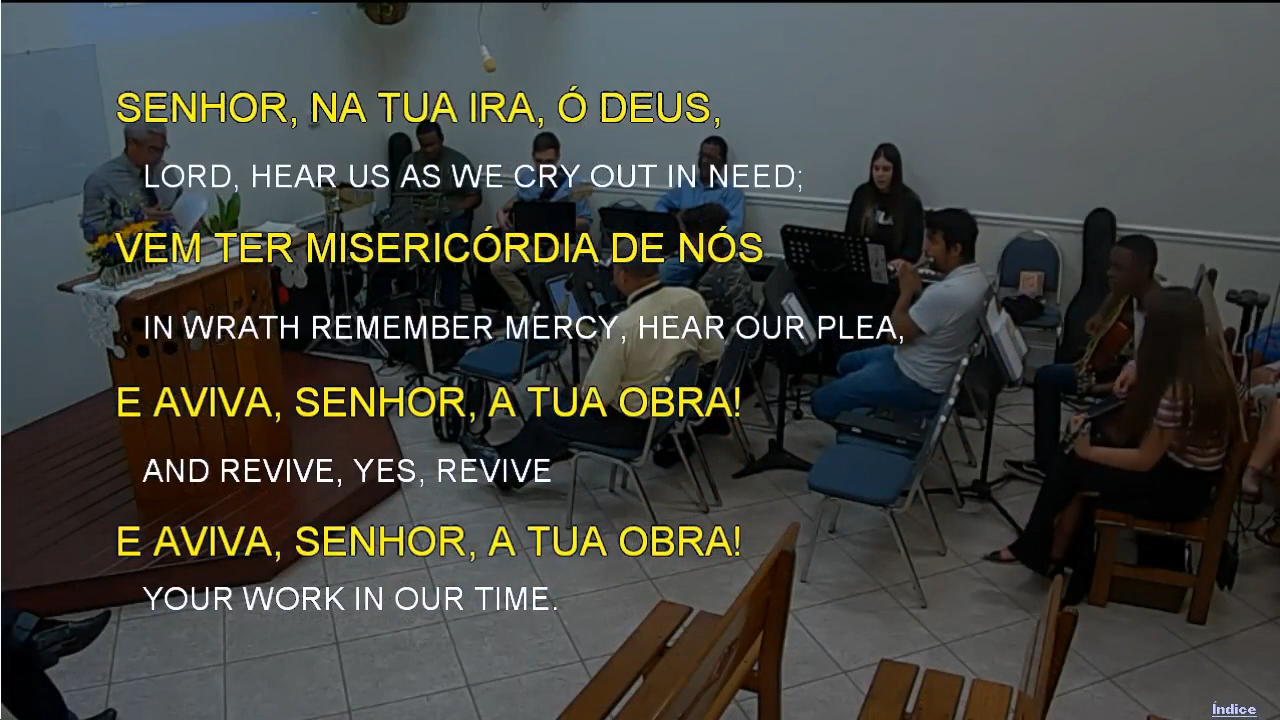 SENHOR, NA TUA IRA, Ó DEUS,
LORD, HEAR US AS WE CRY OUT IN NEED;
VEM TER MISERICÓRDIA DE NÓS
IN WRATH REMEMBER MERCY, HEAR OUR PLEA,
E AVIVA, SENHOR, A TUA OBRA!
AND REVIVE, YES, REVIVE
E AVIVA, SENHOR, A TUA OBRA!
YOUR WORK IN OUR TIME.
Índice